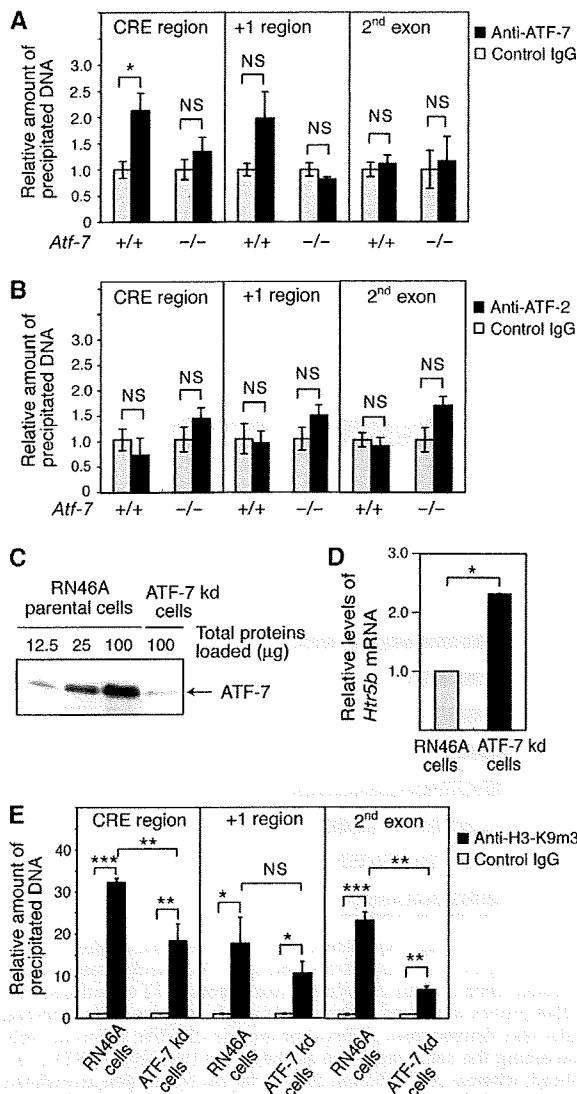 A
CRE region +1 region 2nd exon
■ Anti-ATF-7
□ Control IgG
Relative amount of precipitated DNA
3.0
2.5
2.0
1.5
1.0
0.5
0
* NS NS NS NS NS
Atf-7 +/+ −/− +/+ −/− +/+ −/−
B
CRE region +1 region 2nd exon
■ Anti-ATF-2
□ Control IgG
Relative amount of precipitated DNA
3.0
2.5
2.0
1.5
1.0
0.5
0
NS NS NS NS NS NS
Atf-7 +/+ −/− +/+ −/− +/+ −/−
C
RN46A parental cells
ATF-7 kd cells
12.5 25 100 100
Total proteins loaded (µg)
← ATF-7
D
Relative levels of Htr5b mRNA
3.0
2.0
1.0
*
RN46A cells
ATF-7 kd cells
E
CRE region +1 region 2nd exon
■ Anti-H3-K9m3
□ Control IgG
Relative amount of precipitated DNA
40
30
20
10
0
*** ** ** * NS * *** ** **
RN46A cells
ATF-7 kd cells
RN46A cells
ATF-7 kd cells
RN46A cells
ATF-7 kd cells